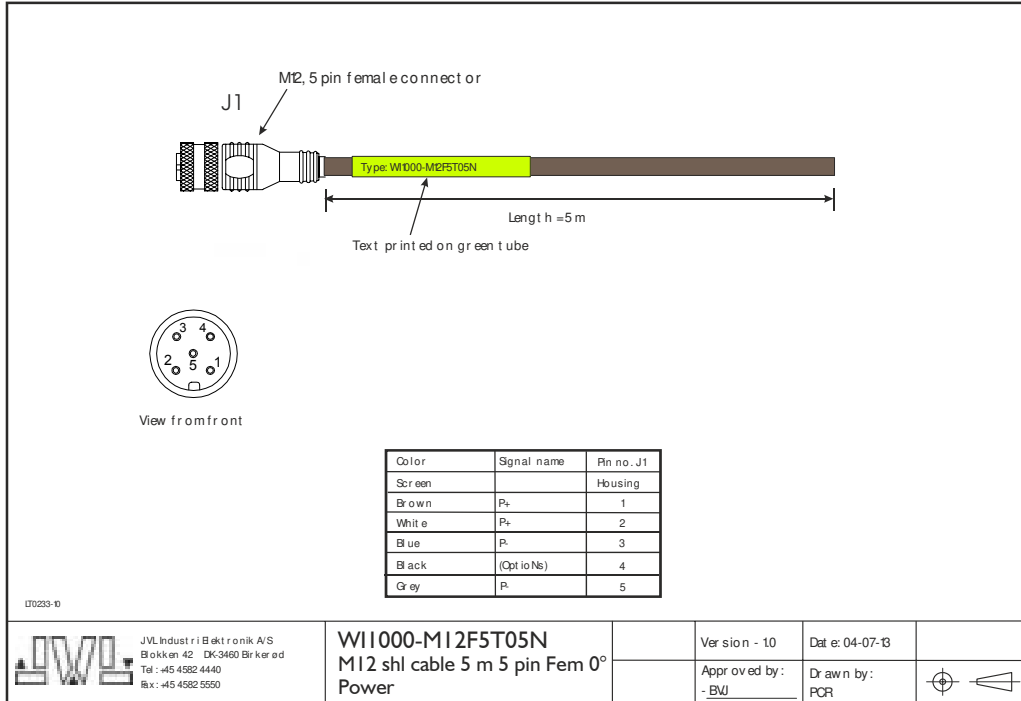 M12, 5 pin female connector
J1
Type: WI1000-M12F5T05N
Length = 5 m
Text printed on green tube
3 4
2 5 1
View from front
Color Signal name Pin no. J1
Screen Housing
Brown P+ 1
White P+ 2
Blue P- 3
Black (Option 5) 4
Grey P- 5
LT0233-10
JVL
JVL Industri Elektronik A/S
Blokken 42 DK-3460 Birkerød
Tel : +45 4582 4440
Fax : +45 4582 5550
WI1000-M12F5T05N
M12 shl cable 5 m 5 pin Fem 0°
Power
Version - 1.0
Date: 04-07-13
Approved by:
- BVJ
Drawn by:
PCR